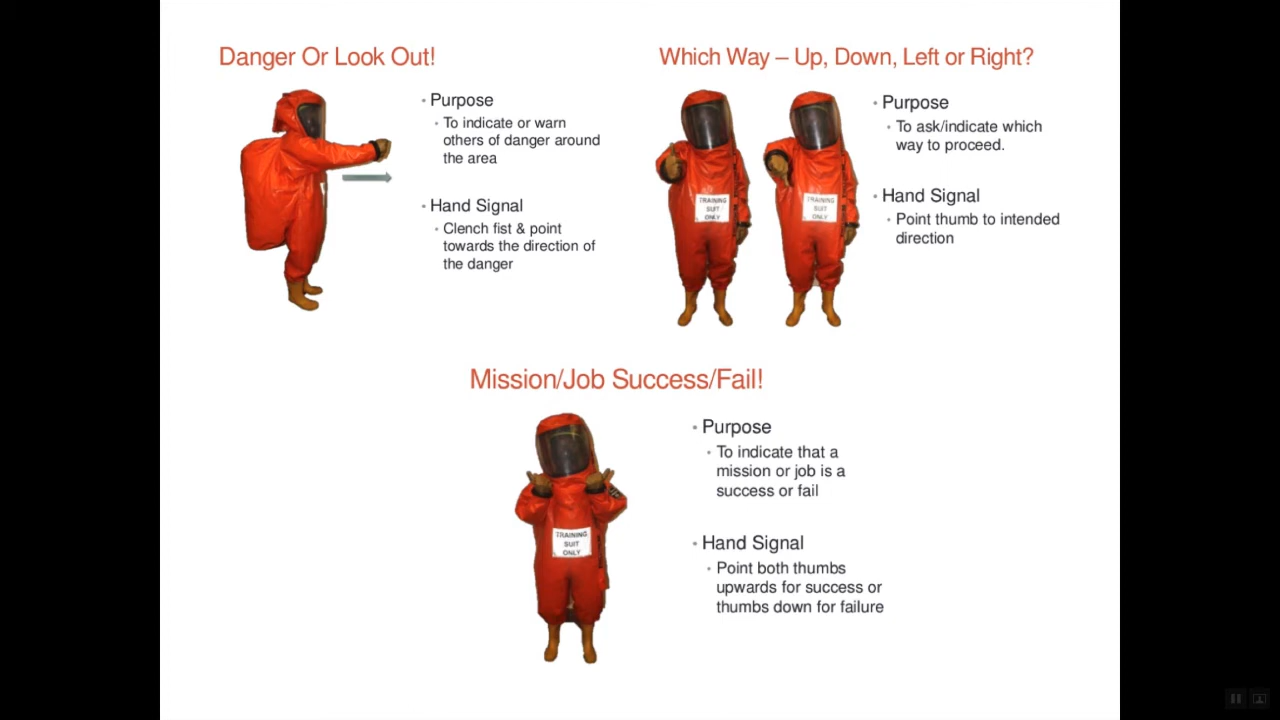 Danger Or Look Out!
• Purpose
• To indicate or warn
others of danger around
the area
• Hand Signal
• Clench fist & point
towards the direction of
the danger
Which Way – Up, Down, Left or Right?
• Purpose
• To ask/indicate which
way to proceed.
• Hand Signal
• Point thumb to intended
direction
TRAINING
SUIT
ONLY
TRAINING
SUIT
ONLY
Mission/Job Success/Fail!
• Purpose
• To indicate that a
mission or job is a
success or fail
• Hand Signal
• Point both thumbs
upwards for success or
thumbs down for failure
TRAINING
SUIT
ONLY